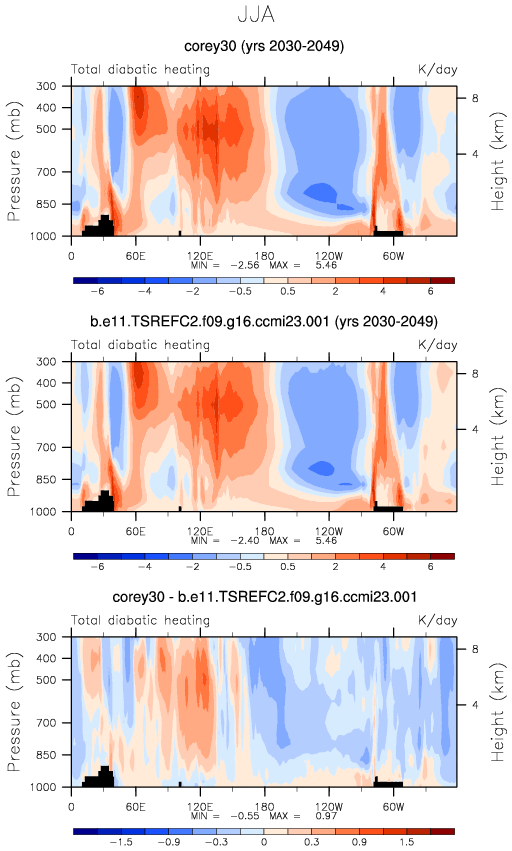 JJA
corey30 (yrs 2030-2049)
Total diabatic heating K/day
300
400
500
700
850
1000
Pressure (mb)
8
4
Height (km)
0 60E 120E 180 120W 60W
MIN = -2.56 MAX = 5.46
-6 -4 -2 -1 -0.5 0.5 1 2 4 6
b.e11.TSREFC2.f09.g16.ccmi23.001 (yrs 2030-2049)
Total diabatic heating K/day
300
400
500
700
850
1000
Pressure (mb)
8
4
Height (km)
0 60E 120E 180 120W 60W
MIN = -2.40 MAX = 5.46
-6 -4 -2 -1 -0.5 0.5 1 2 4 6
corey30 - b.e11.TSREFC2.f09.g16.ccmi23.001
Total diabatic heating K/day
300
400
500
700
850
1000
Pressure (mb)
8
4
Height (km)
0 60E 120E 180 120W 60W
MIN = -0.55 MAX = 0.97
-1.5 -0.9 -0.3 0 0.3 0.9 1.5